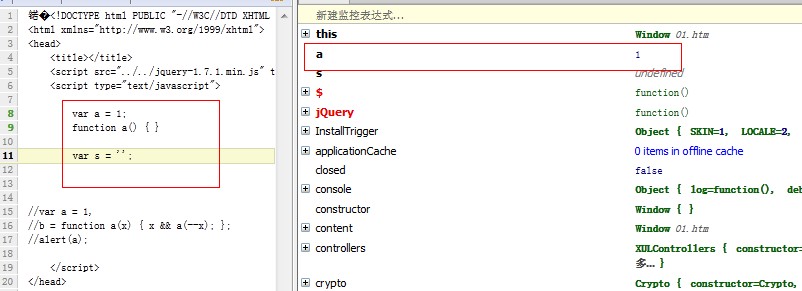 1 锘�<!DOCTYPE html PUBLIC "-//W3C//DTD XHTML
2 <html xmlns="http://www.w3.org/1999/xhtml">
3 <head>
4 <title></title>
5 <script src="../../jquery-1.7.1.min.js" t
6 <script type="text/javascript">
7
8 var a = 1;
9 function a() { }
10
11 var s = '';
12
13
14
15 //var a = 1,
16 //b = function a(x) { x && a(--x); };
17 //alert(a);
18
19 </script>
20 </head>
新建监控表达式...
this Window 01.htm
a 1
s undefined
$ function()
jQuery function()
InstallTrigger Object { SKIN=1, LOCALE=2,
applicationCache 0 items in offline cache
closed false
console Object { log=function(), deb
constructor Window { }
content Window 01.htm
controllers XULControllers { constructor=
多... }
crypto Crypto { constructor=Crypto,